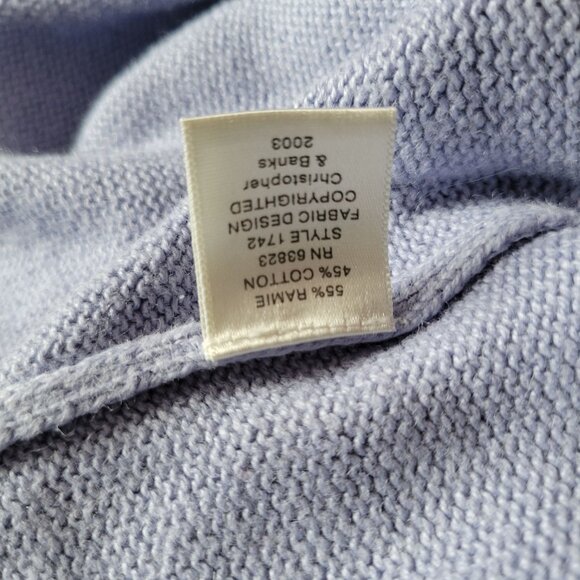 55% RAMIE
45% COTTON
RN 63823
STYLE 1742
FABRIC DESIGN
COPYRIGHTED
Christopher
& Banks
2003